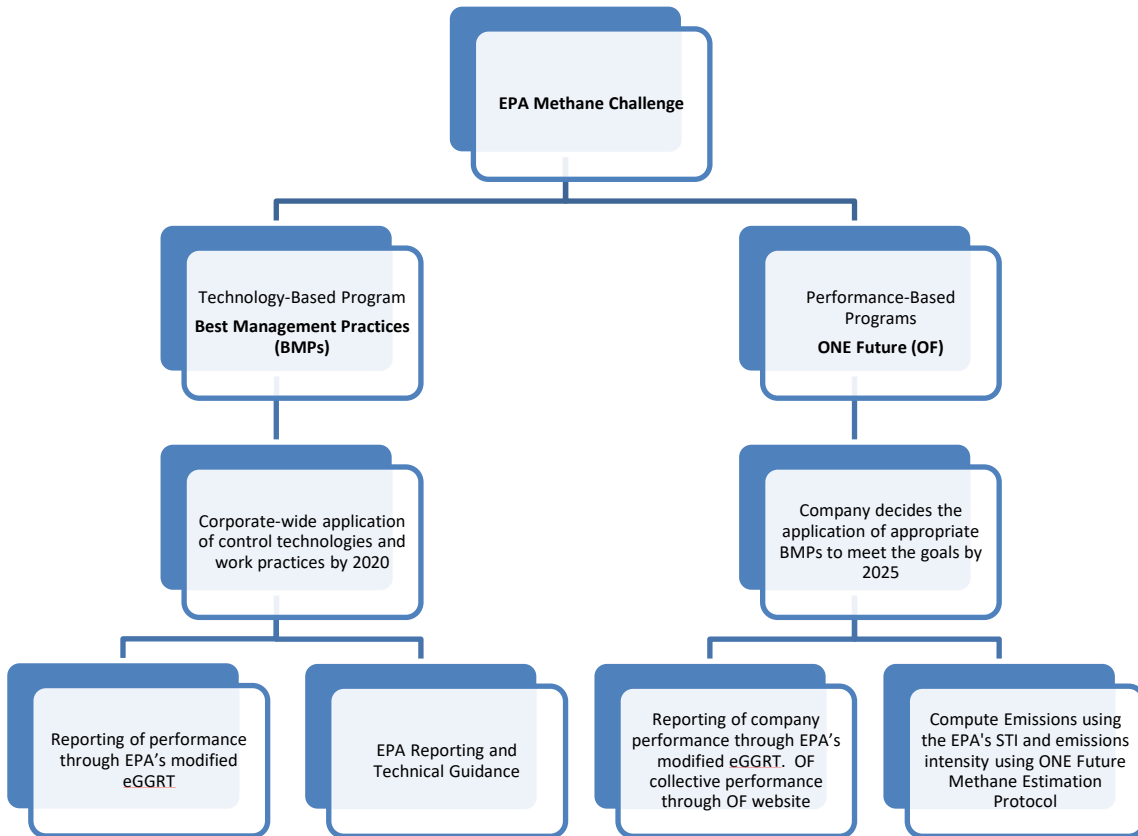 EPA Methane Challenge
Technology-Based Program
Best Management Practices
(BMPs)
Performance-Based
Programs
ONE Future (OF)
Corporate-wide application
of control technologies and
work practices by 2020
Company decides the
application of appropriate
BMPs to meet the goals by
2025
Reporting of performance
through EPA’s modified
eGGRT
EPA Reporting and
Technical Guidance
Reporting of company
performance through EPA’s
modified eGGRT.  OF
collective performance
through OF website
Compute Emissions using
the EPA's STI and emissions
intensity using ONE Future
Methane Estimation
Protocol